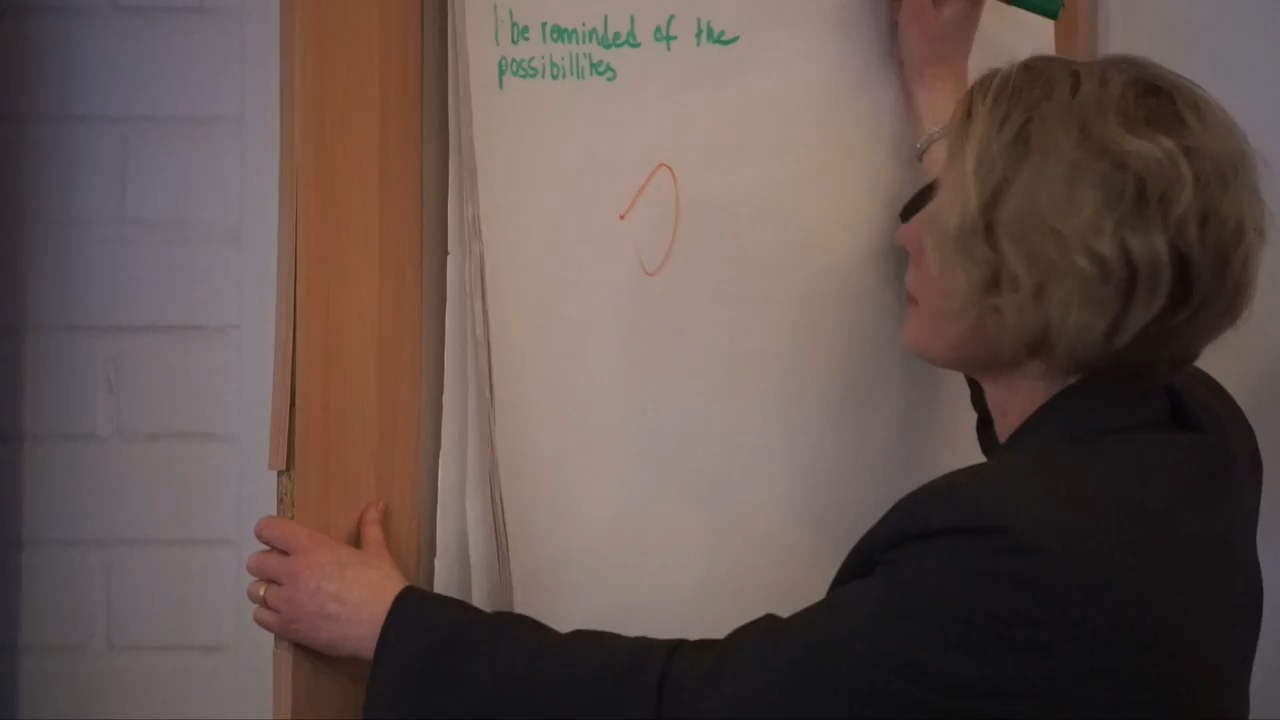 I be reminded of the
possibillites